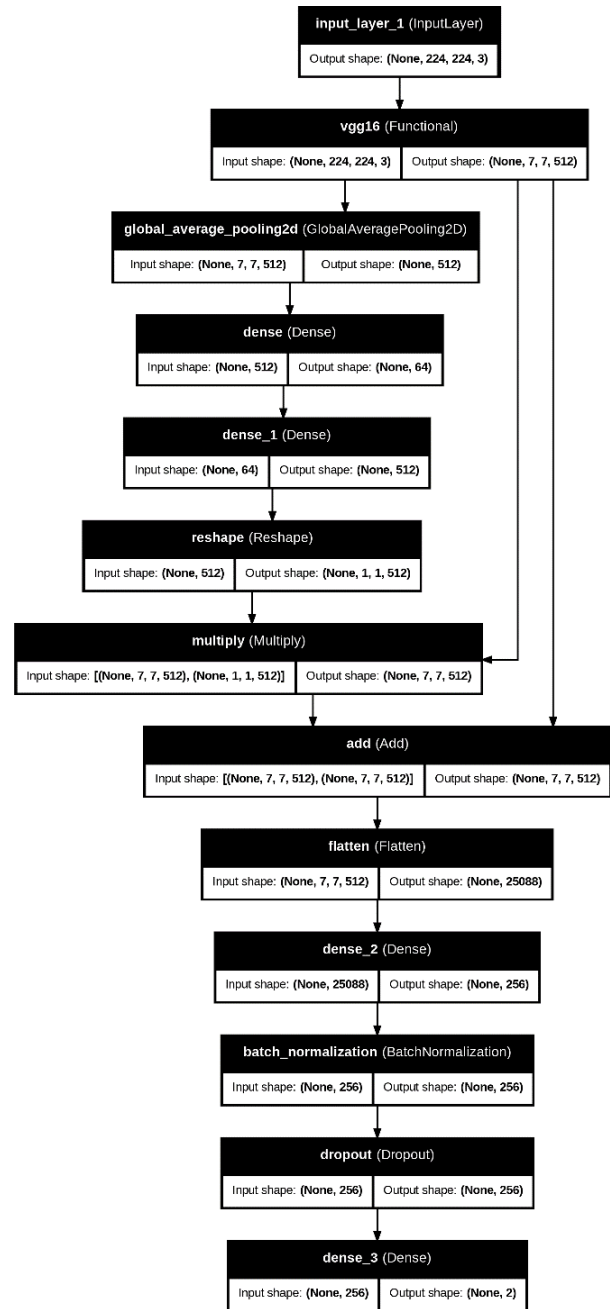 input_layer_1 (InputLayer)
Output shape: (None, 224, 224, 3)
vgg16 (Functional)
Input shape: (None, 224, 224, 3) Output shape: (None, 7, 7, 512)
global_average_pooling2d (GlobalAveragePooling2D)
Input shape: (None, 7, 7, 512) Output shape: (None, 512)
dense (Dense)
Input shape: (None, 512) Output shape: (None, 64)
dense_1 (Dense)
Input shape: (None, 64) Output shape: (None, 512)
reshape (Reshape)
Input shape: (None, 512) Output shape: (None, 1, 1, 512)
multiply (Multiply)
Input shape: [(None, 7, 7, 512), (None, 1, 1, 512)] Output shape: (None, 7, 7, 512)
add (Add)
Input shape: [(None, 7, 7, 512), (None, 7, 7, 512)] Output shape: (None, 7, 7, 512)
flatten (Flatten)
Input shape: (None, 7, 7, 512) Output shape: (None, 25088)
dense_2 (Dense)
Input shape: (None, 25088) Output shape: (None, 256)
batch_normalization (BatchNormalization)
Input shape: (None, 256) Output shape: (None, 256)
dropout (Dropout)
Input shape: (None, 256) Output shape: (None, 256)
dense_3 (Dense)
Input shape: (None, 256) Output shape: (None, 2)